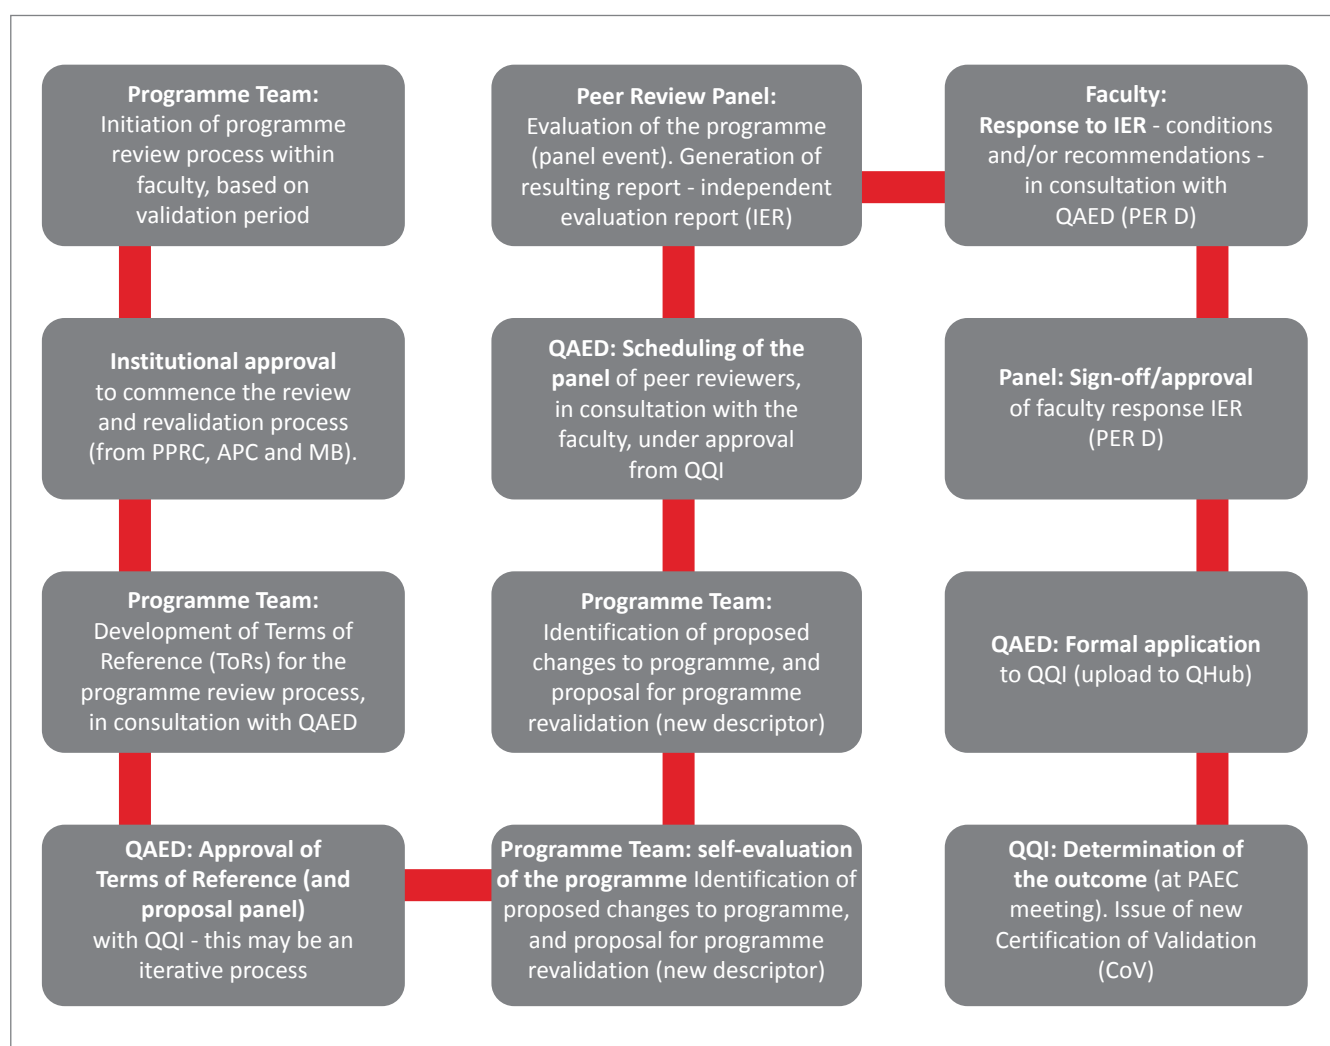 Programme Team:
Initiation of programme
review process within
faculty, based on
validation period
Institutional approval
to commence the review
and revalidation process
(from PPRC, APC and MB).
Programme Team:
Development of Terms of
Reference (ToRs) for the
programme review process,
in consultation with QAED
QAED: Approval of
Terms of Reference (and
proposal panel)
with QQI - this may be an
iterative process
Programme Team: self-evaluation
of the programme Identification of
proposed changes to programme,
and proposal for programme
revalidation (new descriptor)
Programme Team:
Identification of proposed
changes to programme, and
proposal for programme
revalidation (new descriptor)
QAED: Scheduling of the
panel of peer reviewers,
in consultation with the
faculty, under approval
from QQI
Peer Review Panel:
Evaluation of the programme
(panel event). Generation of
resulting report - independent
evaluation report (IER)
Faculty:
Response to IER - conditions
and/or recommendations -
in consultation with
QAED (PER D)
Panel: Sign-off/approval
of faculty response IER
(PER D)
QAED: Formal application
to QQI (upload to QHub)
QQI: Determination of
the outcome (at PAEC
meeting). Issue of new
Certification of Validation
(CoV)